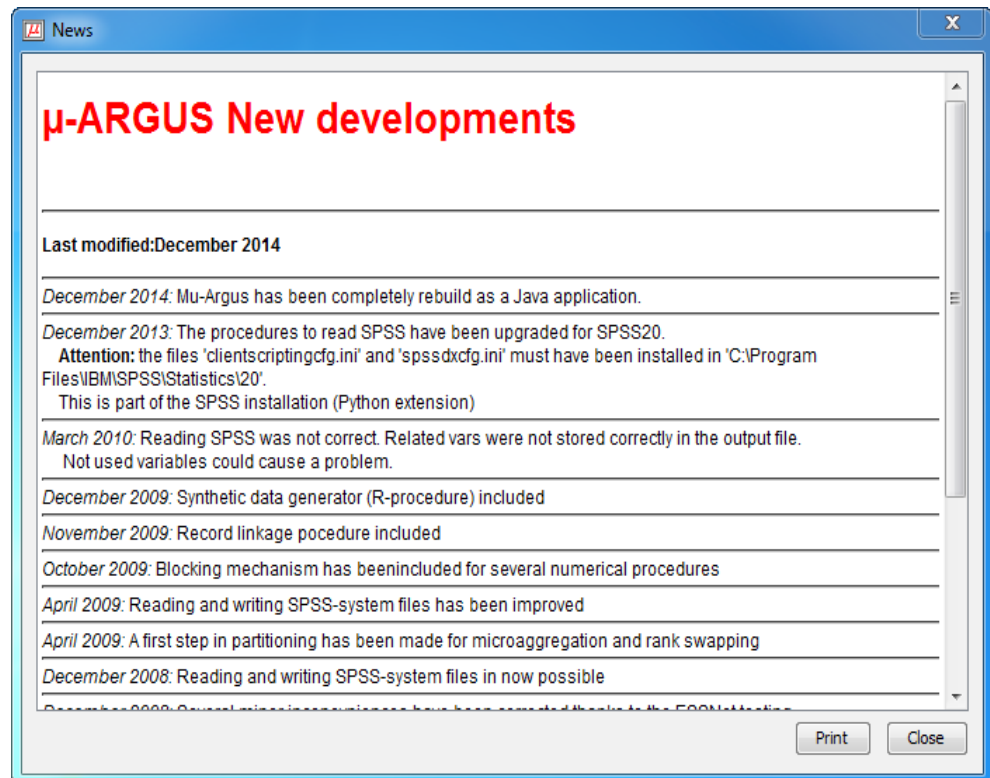 μ News
X
μ-ARGUS New developments
Last modified:December 2014
December 2014: Mu-Argus has been completely rebuild as a Java application.
December 2013: The procedures to read SPSS have been upgraded for SPSS20.
Attention: the files 'clientscriptingcfg.ini' and 'spssdxcfg.ini' must have been installed in 'C:\Program
Files\IBM\SPSS\Statistics\20'.
This is part of the SPSS installation (Python extension)
March 2010: Reading SPSS was not correct. Related vars were not stored correctly in the output file.
Not used variables could cause a problem.
December 2009: Synthetic data generator (R-procedure) included
November 2009: Record linkage pocedure included
October 2009: Blocking mechanism has beenincluded for several numerical procedures
April 2009: Reading and writing SPSS-system files has been improved
April 2009: A first step in partitioning has been made for microaggregation and rank swapping
December 2008: Reading and writing SPSS-system files in now possible
Print Close